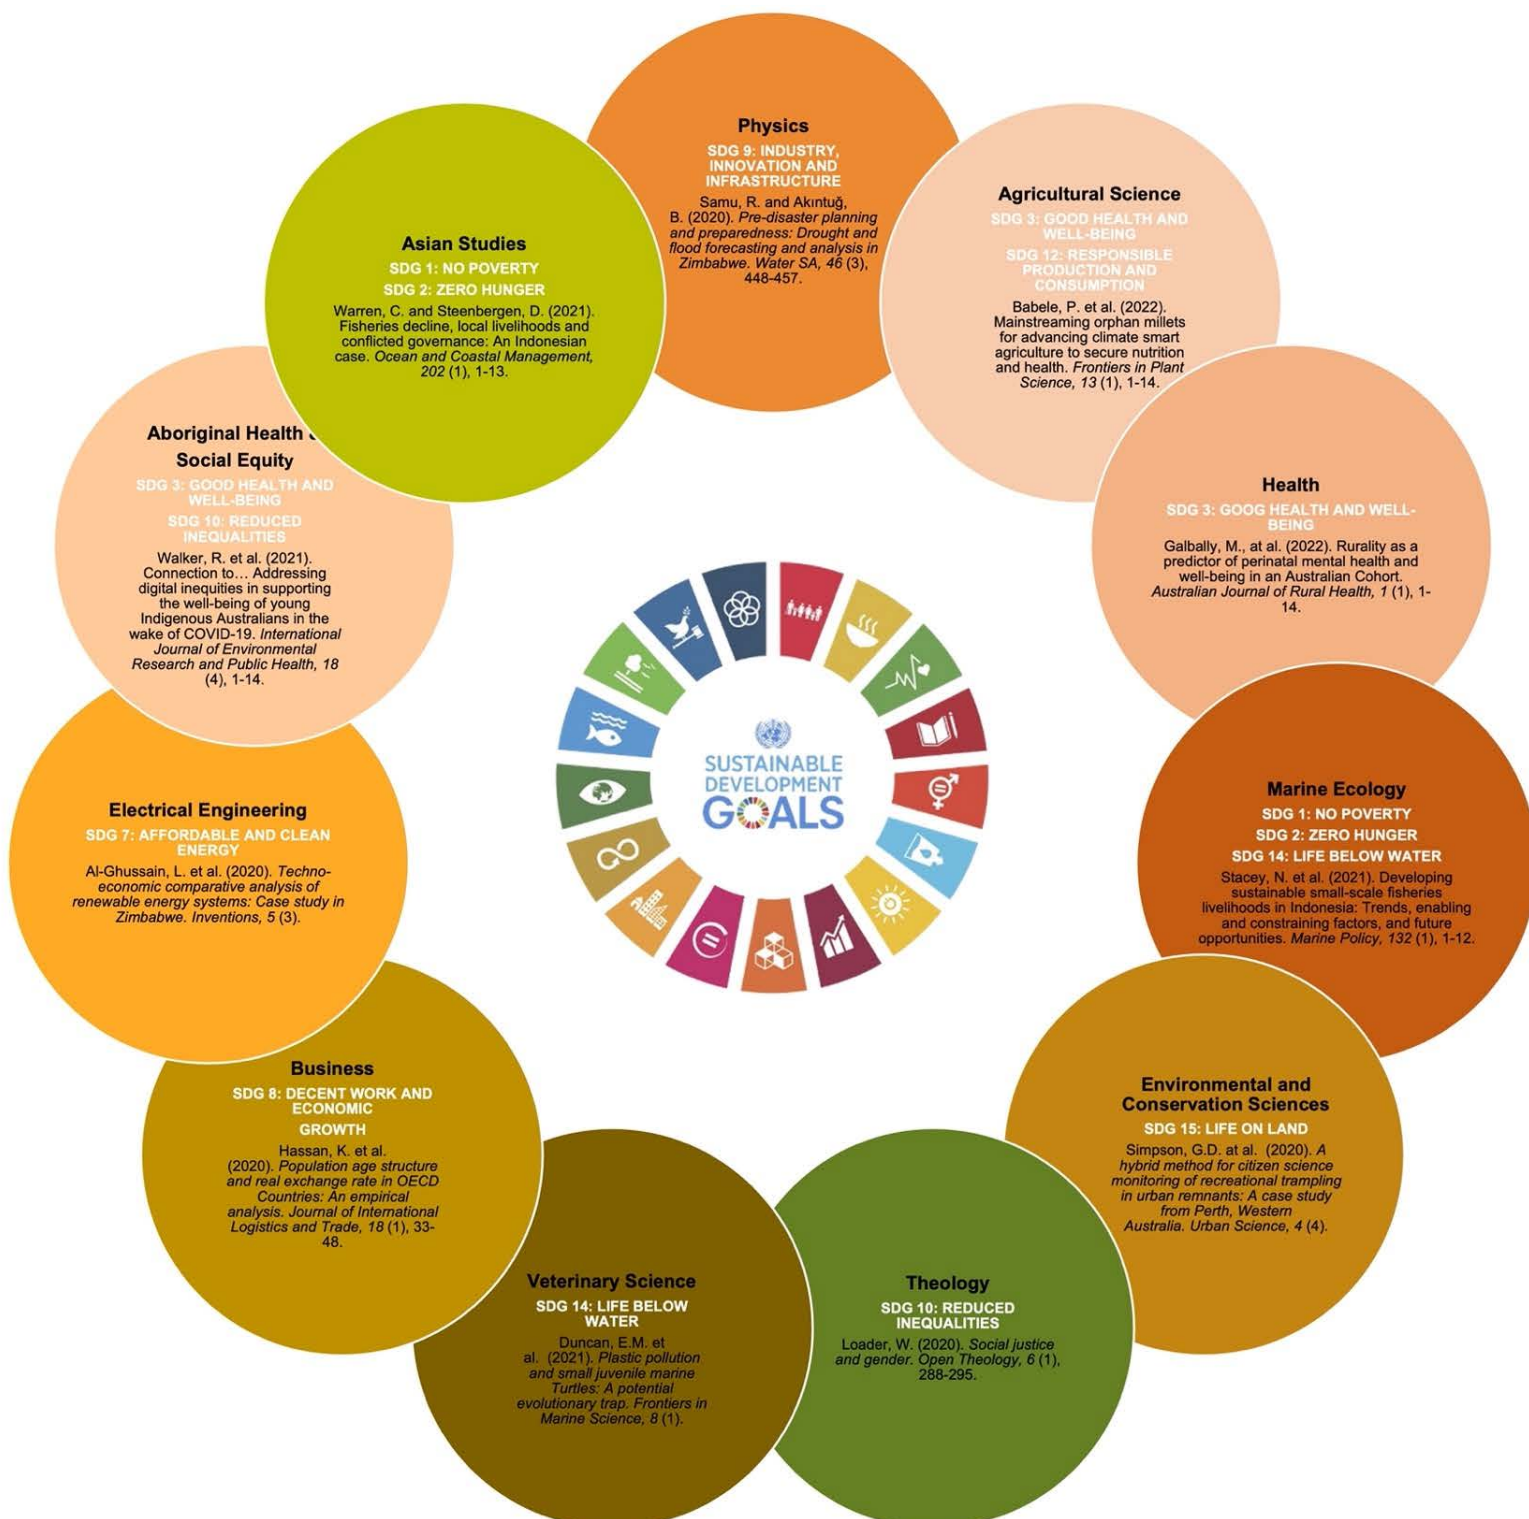 Physics
SDG 9: INDUSTRY,
INNOVATION AND
INFRASTRUCTURE
Samu, R. and Akıntuğ,
B. (2020). Pre-disaster planning
and preparedness: Drought and
flood forecasting and analysis in
Zimbabwe. Water SA, 46 (3),
448-457.
Agricultural Science
SDG 3: GOOD HEALTH AND
WELL-BEING
SDG 12: RESPONSIBLE
PRODUCTION AND
CONSUMPTION
Babele, P. et al. (2022).
Mainstreaming orphan millets
for advancing climate smart
agriculture to secure nutrition
and health. Frontiers in Plant
Science, 13 (1), 1-14.
Health
SDG 3: GOOG HEALTH AND WELL-
BEING
Galbally, M., at al. (2022). Rurality as a
predictor of perinatal mental health and
well-being in an Australian Cohort.
Australian Journal of Rural Health, 1 (1), 1-
14.
Marine Ecology
SDG 1: NO POVERTY
SDG 2: ZERO HUNGER
SDG 14: LIFE BELOW WATER
Stacey, N. et al. (2021). Developing
sustainable small-scale fisheries
livelihoods in Indonesia: Trends, enabling
and constraining factors, and future
opportunities. Marine Policy, 132 (1), 1-12.
Environmental and
Conservation Sciences
SDG 15: LIFE ON LAND
Simpson, G.D. at al. (2020). A
hybrid method for citizen science
monitoring of recreational trampling
in urban remnants: A case study
from Perth, Western
Australia. Urban Science, 4 (4).
Theology
SDG 10: REDUCED
INEQUALITIES
Loader, W. (2020). Social justice
and gender. Open Theology, 6 (1),
288-295.
Veterinary Science
SDG 14: LIFE BELOW
WATER
Duncan, E.M. et
al. (2021). Plastic pollution
and small juvenile marine
Turtles: A potential
evolutionary trap. Frontiers in
Marine Science, 8 (1).
Business
SDG 8: DECENT WORK AND
ECONOMIC
GROWTH
Hassan, K. et al.
(2020). Population age structure
and real exchange rate in OECD
Countries: An empirical
analysis. Journal of International
Logistics and Trade, 18 (1), 33-
48.
Electrical Engineering
SDG 7: AFFORDABLE AND CLEAN
ENERGY
Al-Ghussain, L. et al. (2020). Techno-
economic comparative analysis of
renewable energy systems: Case study in
Zimbabwe. Inventions, 5 (3).
Aboriginal Health
Social Equity
SDG 3: GOOD HEALTH AND
WELL-BEING
SDG 10: REDUCED
INEQUALITIES
Walker, R. et al. (2021).
Connection to… Addressing
digital inequities in supporting
the well-being of young
Indigenous Australians in the
wake of COVID-19. International
Journal of Environmental
Research and Public Health, 18
(4), 1-14.
Asian Studies
SDG 1: NO POVERTY
SDG 2: ZERO HUNGER
Warren, C. and Steenbergen, D. (2021).
Fisheries decline, local livelihoods and
conflicted governance: An Indonesian
case. Ocean and Coastal Management,
202 (1), 1-13.
SUSTAINABLE
DEVELOPMENT
GOALS